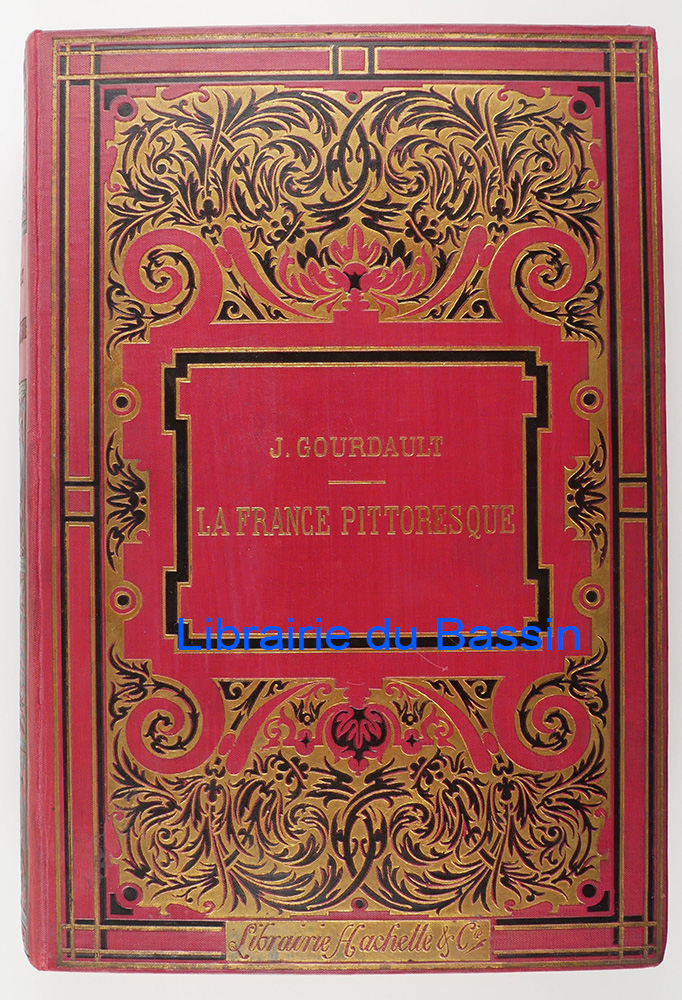 J. GOURDAULT
LA FRANCE PITTORESQUE
Librairie du Bassin
Librairie Hachette & Cie